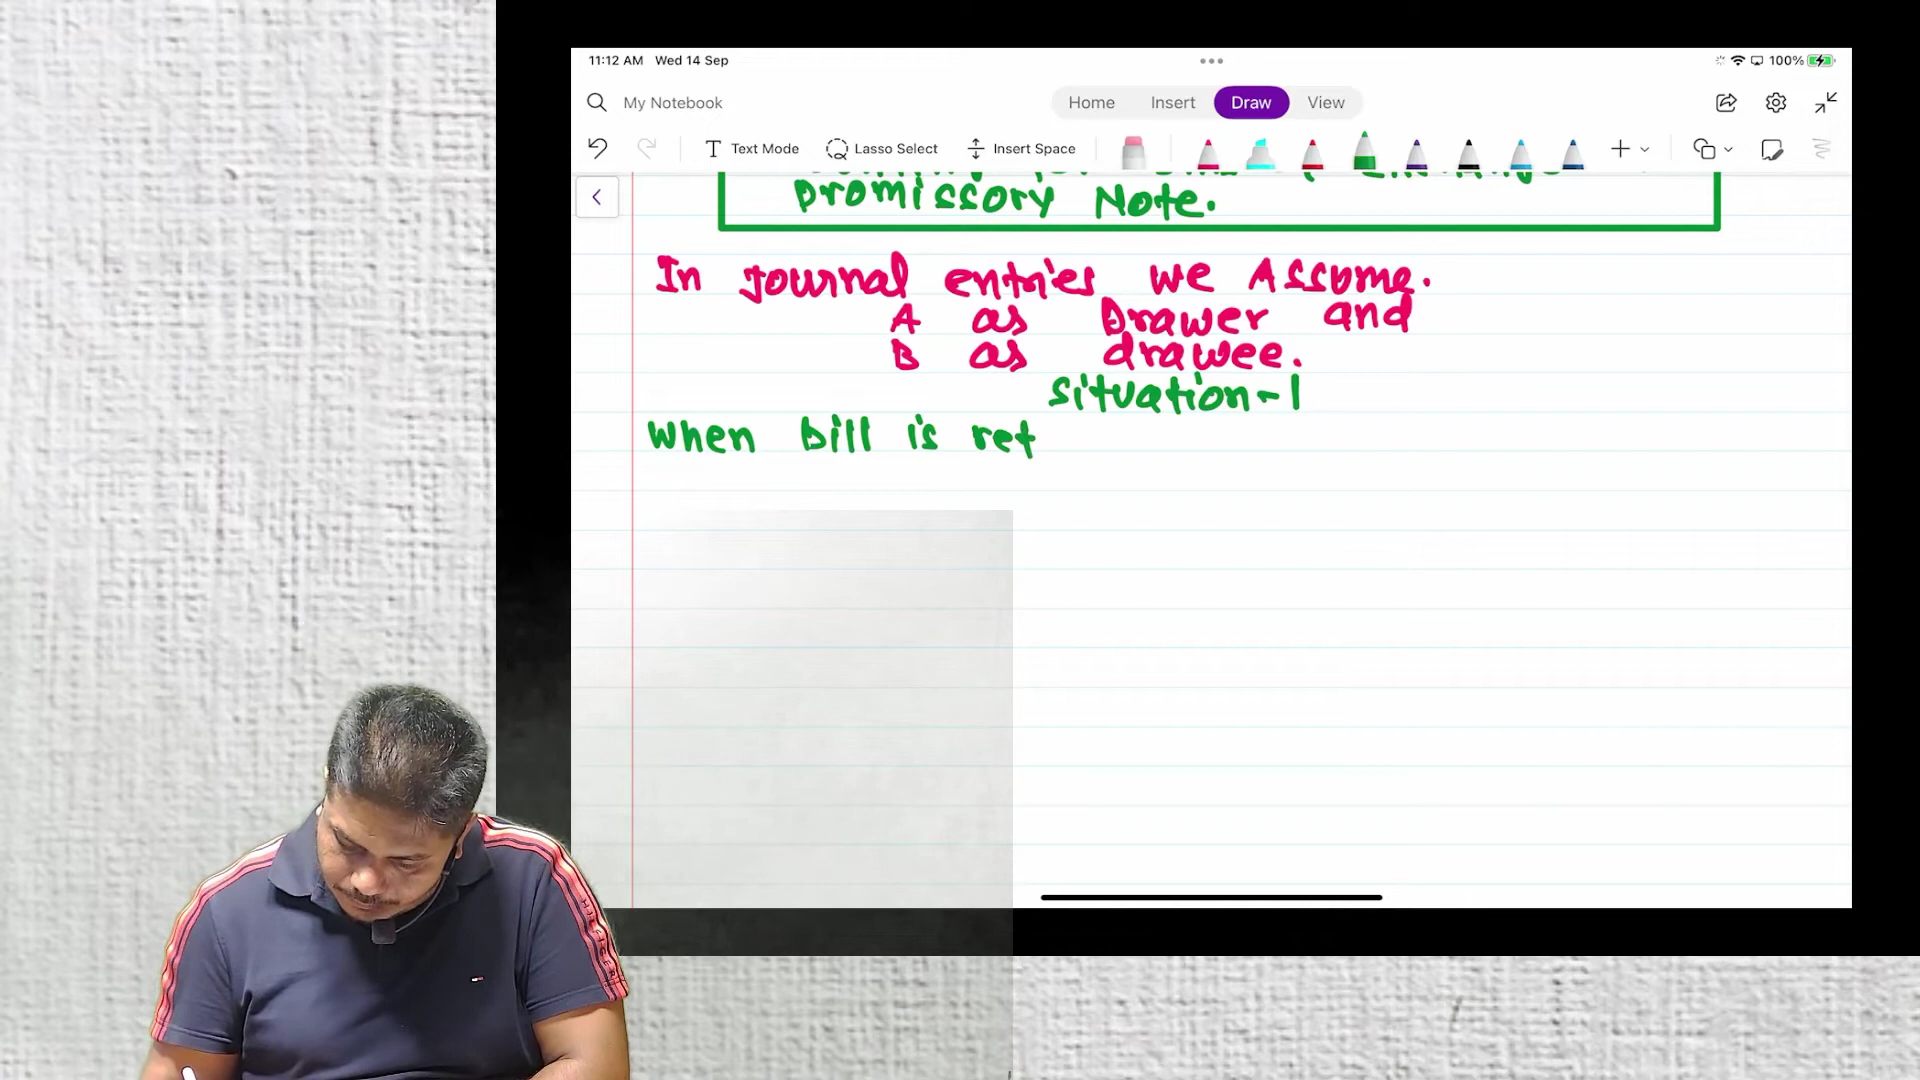 11:12 AM Wed 14 Sep
100%
My Notebook
Home Insert Draw View
Text Mode Lasso Select Insert Space
promissory Note.
In Journal entries we Assume.
A as Drawer and
B as drawee.
Situation-1
When bill is ret